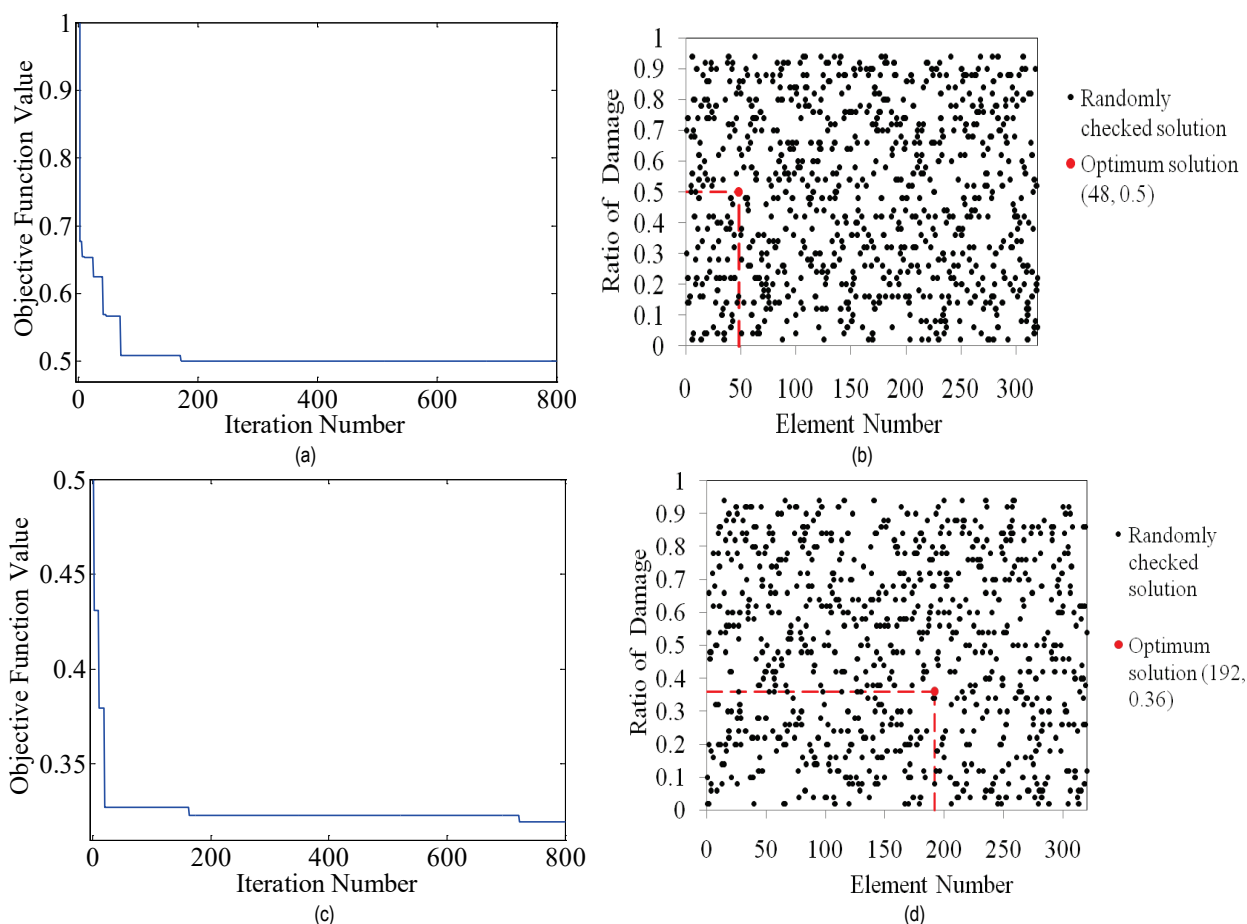 1
0.9
0.8
0.7
0.6
0.5
0 200 400 600 800
Objective Function Value
Iteration Number
(a)
1
0.9
0.8
0.7
0.6
0.5
0.4
0.3
0.2
0.1
0
0 50 100 150 200 250 300
Ratio of Damage
Element Number
Randomly
checked solution
Optimum solution
(48, 0.5)
(b)
0.5
0.45
0.4
0.35
0 200 400 600 800
Objective Function Value
Iteration Number
(c)
1
0.9
0.8
0.7
0.6
0.5
0.4
0.3
0.2
0.1
0
0 50 100 150 200 250 300
Ratio of Damage
Element Number
Randomly
checked
solution
Optimum
solution (192,
0.36)
(d)